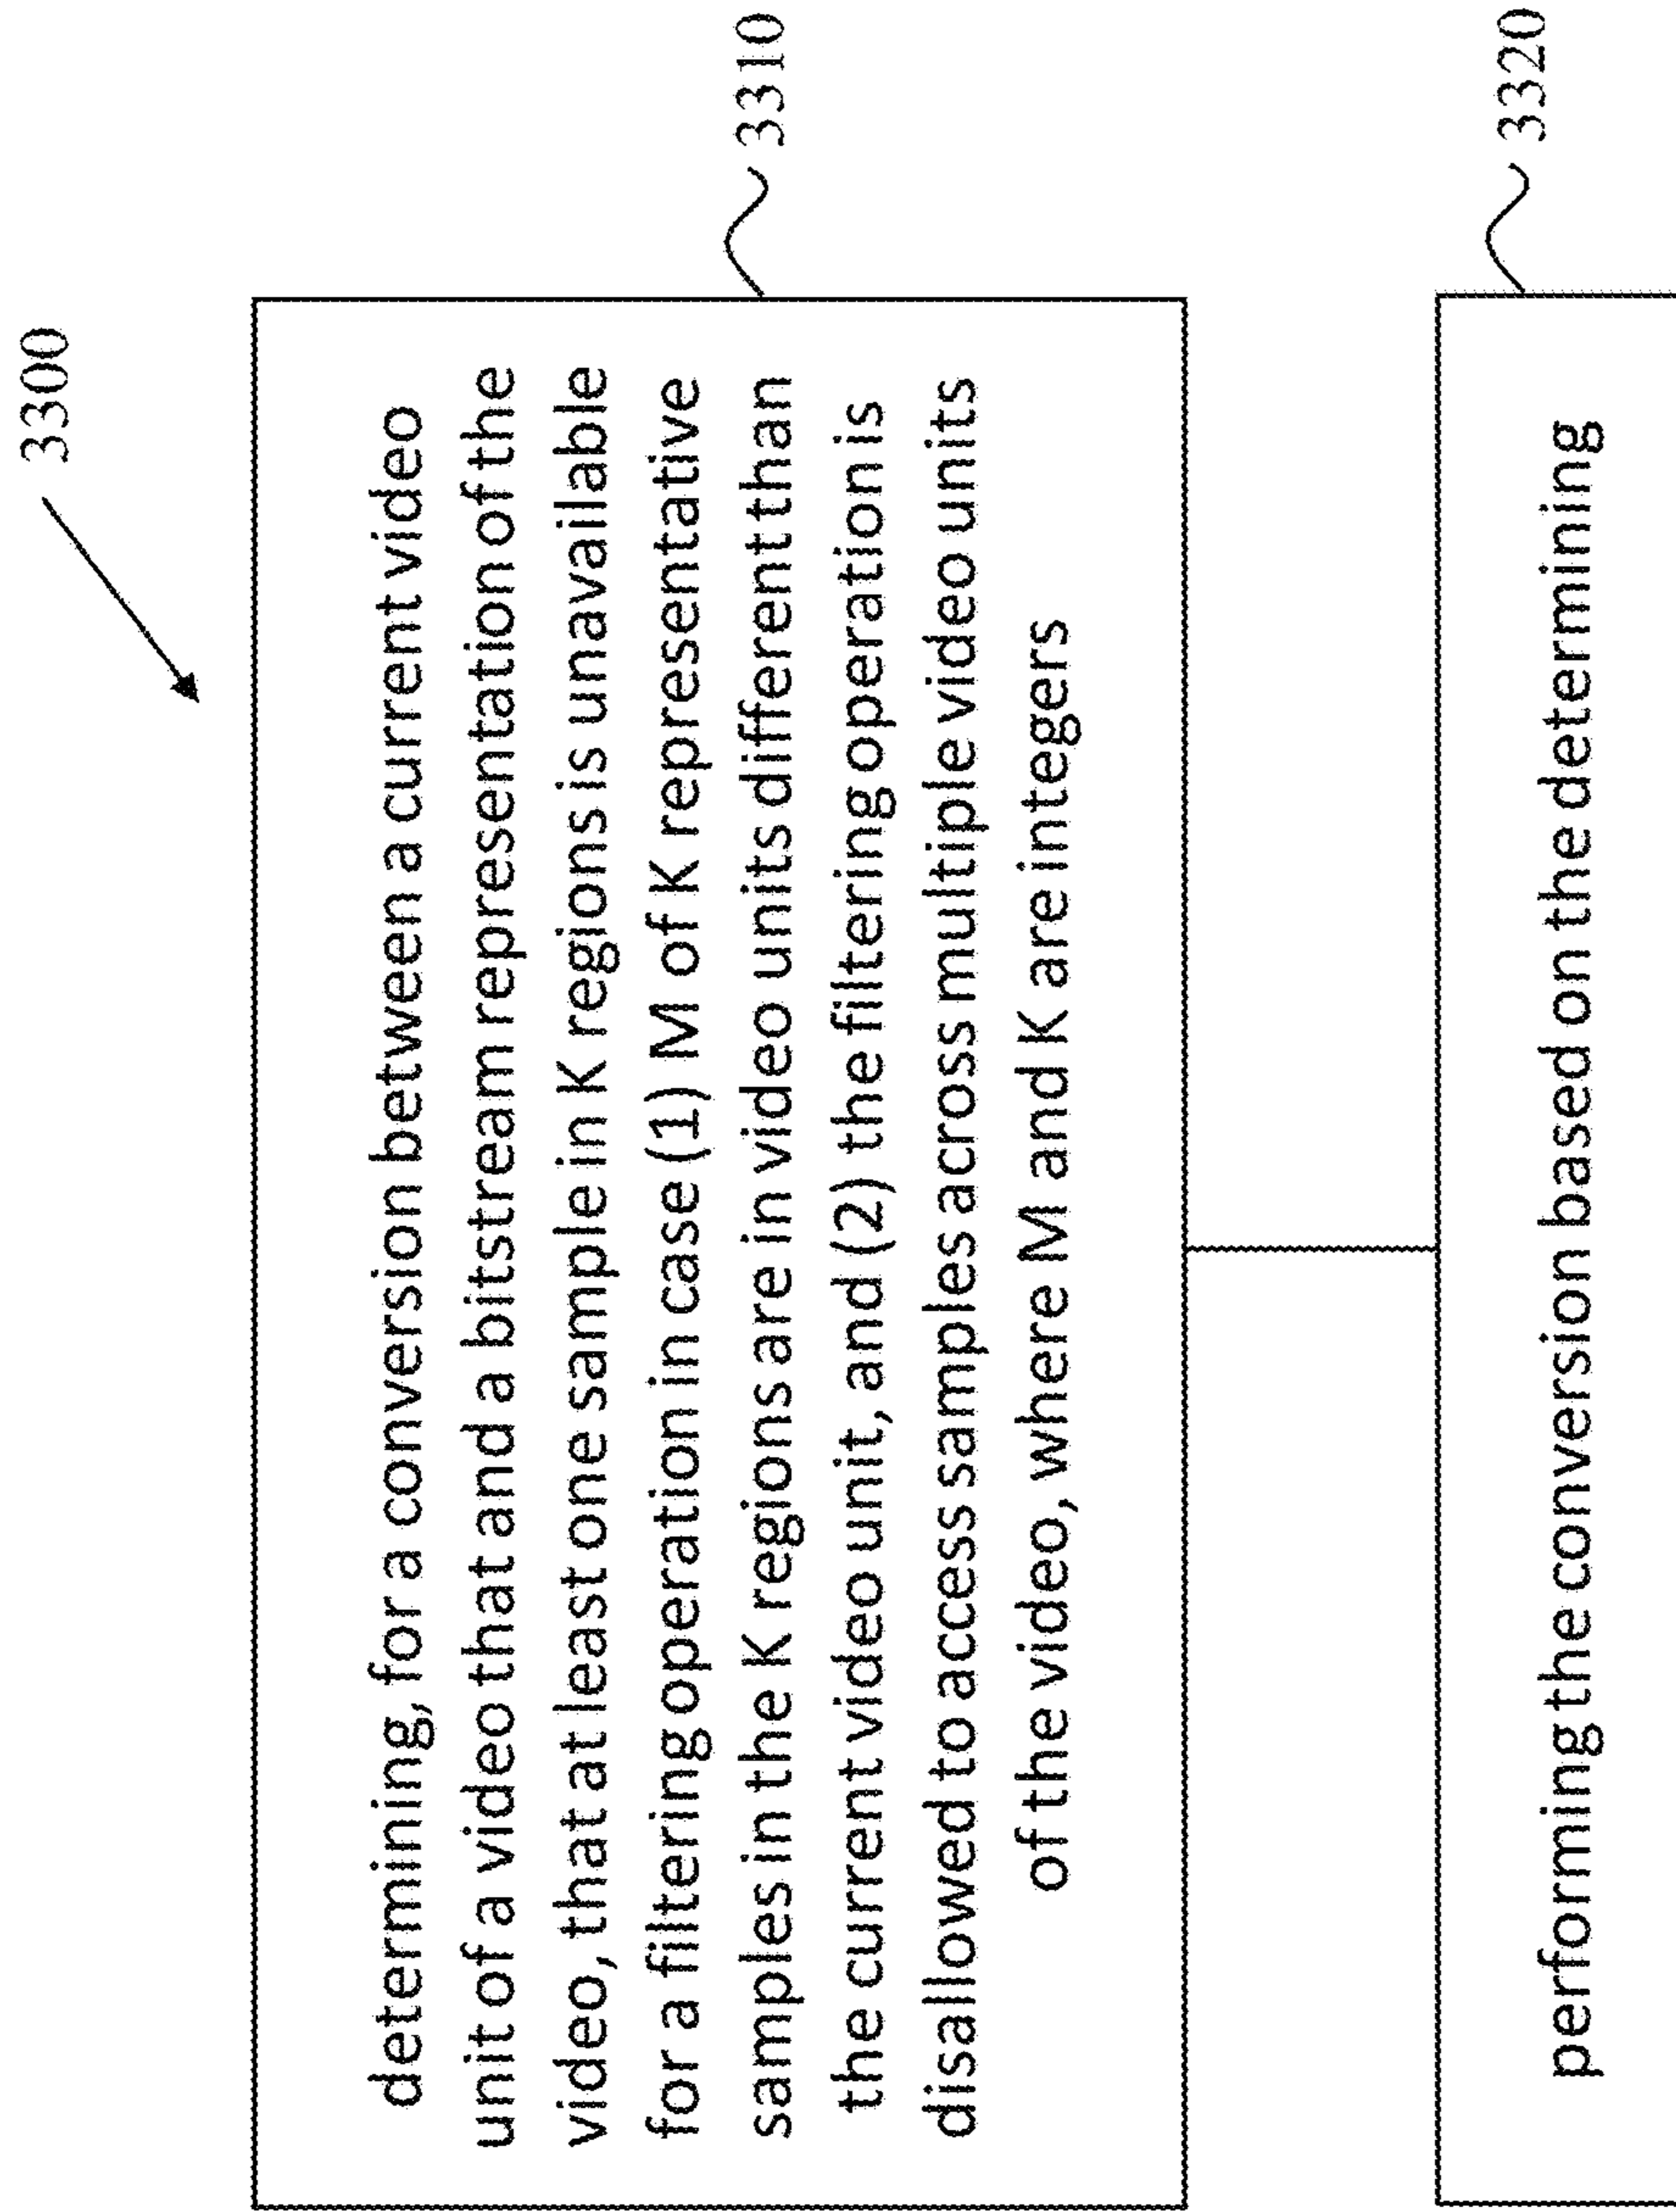 3300
determining, for a conversion between a current video
unit of a video that and a bitstream representation of the
video, that at least one sample in K regions is unavailable
for a filtering operation in case (1) M of K representative
samples in the K regions are in video units different than
the current video unit, and (2) the filtering operation is
disallowed to access samples across multiple video units
of the video, where M and K are integers
3310
performing the conversion based on the determining
3320